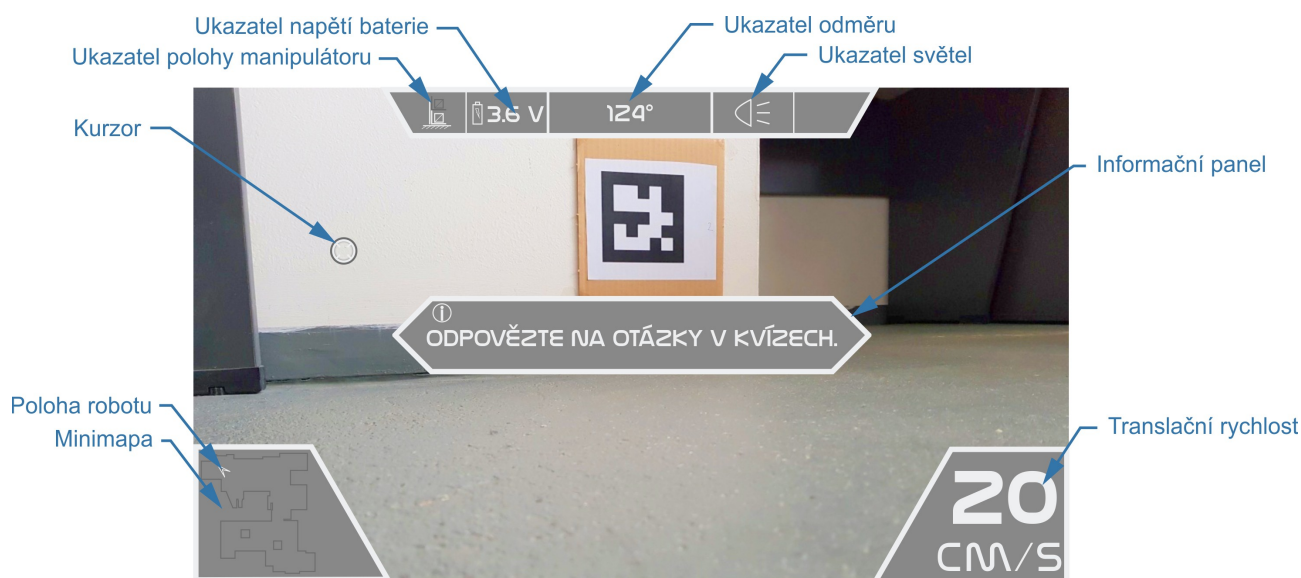 Ukazatel napětí baterie
Ukazatel odměru
Ukazatel polohy manipulátoru
Ukazatel světel
3.6 V
124°
Kurzor
Informační panel
ODPOVĚZTE NA OTÁZKY V KVÍZECH.
Poloha robotu
Minimapa
Translační rychlost
20
CM/S